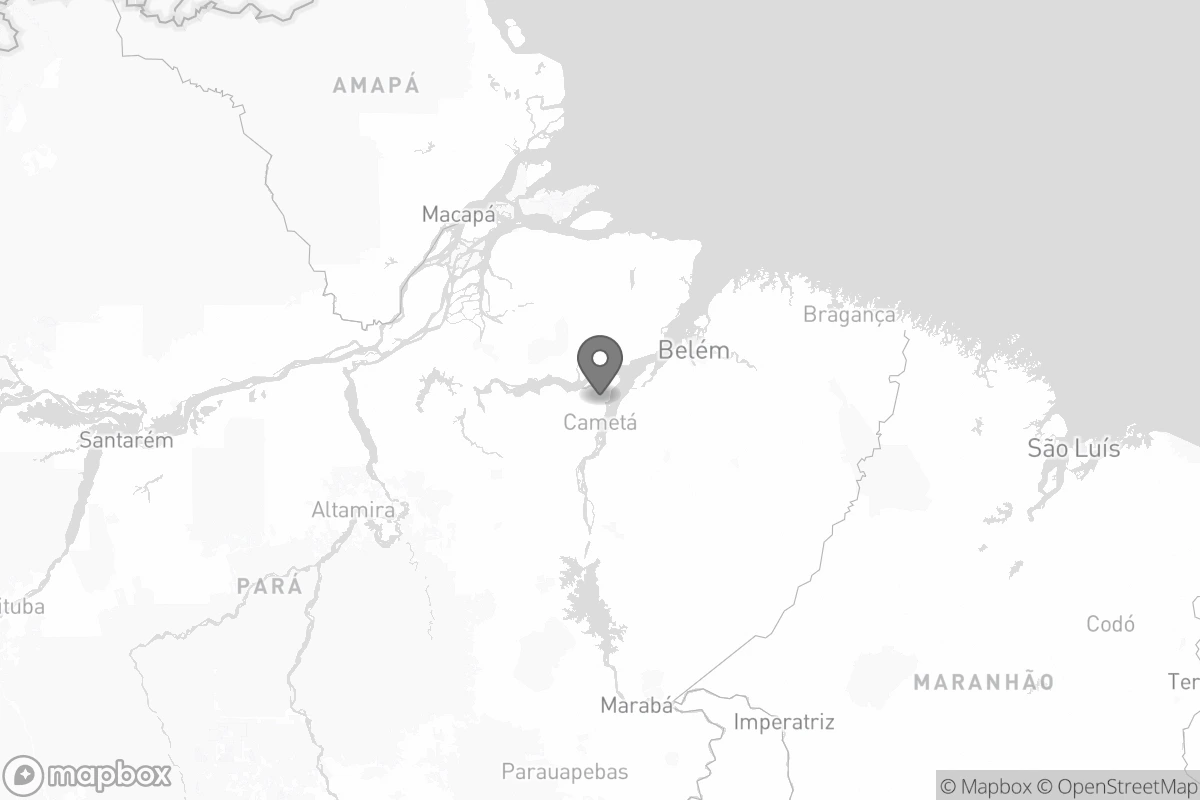 AMAPÁ
Macapá
Bragança
Belém
Cametá
Santarém
São Luís
Altamira
PARÁ
ituba
Codó
MARANHÃO
Ter
Marabá
Imperatriz
Parauapebas
mapbox
© Mapbox © OpenStreetMap